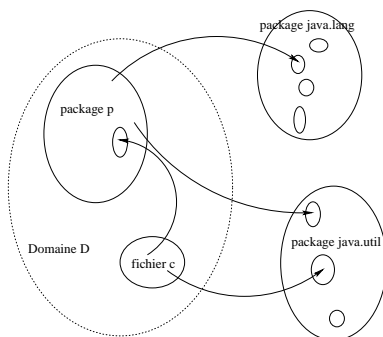 package java.lang
package p
package java.util
Domaine D
fichier c